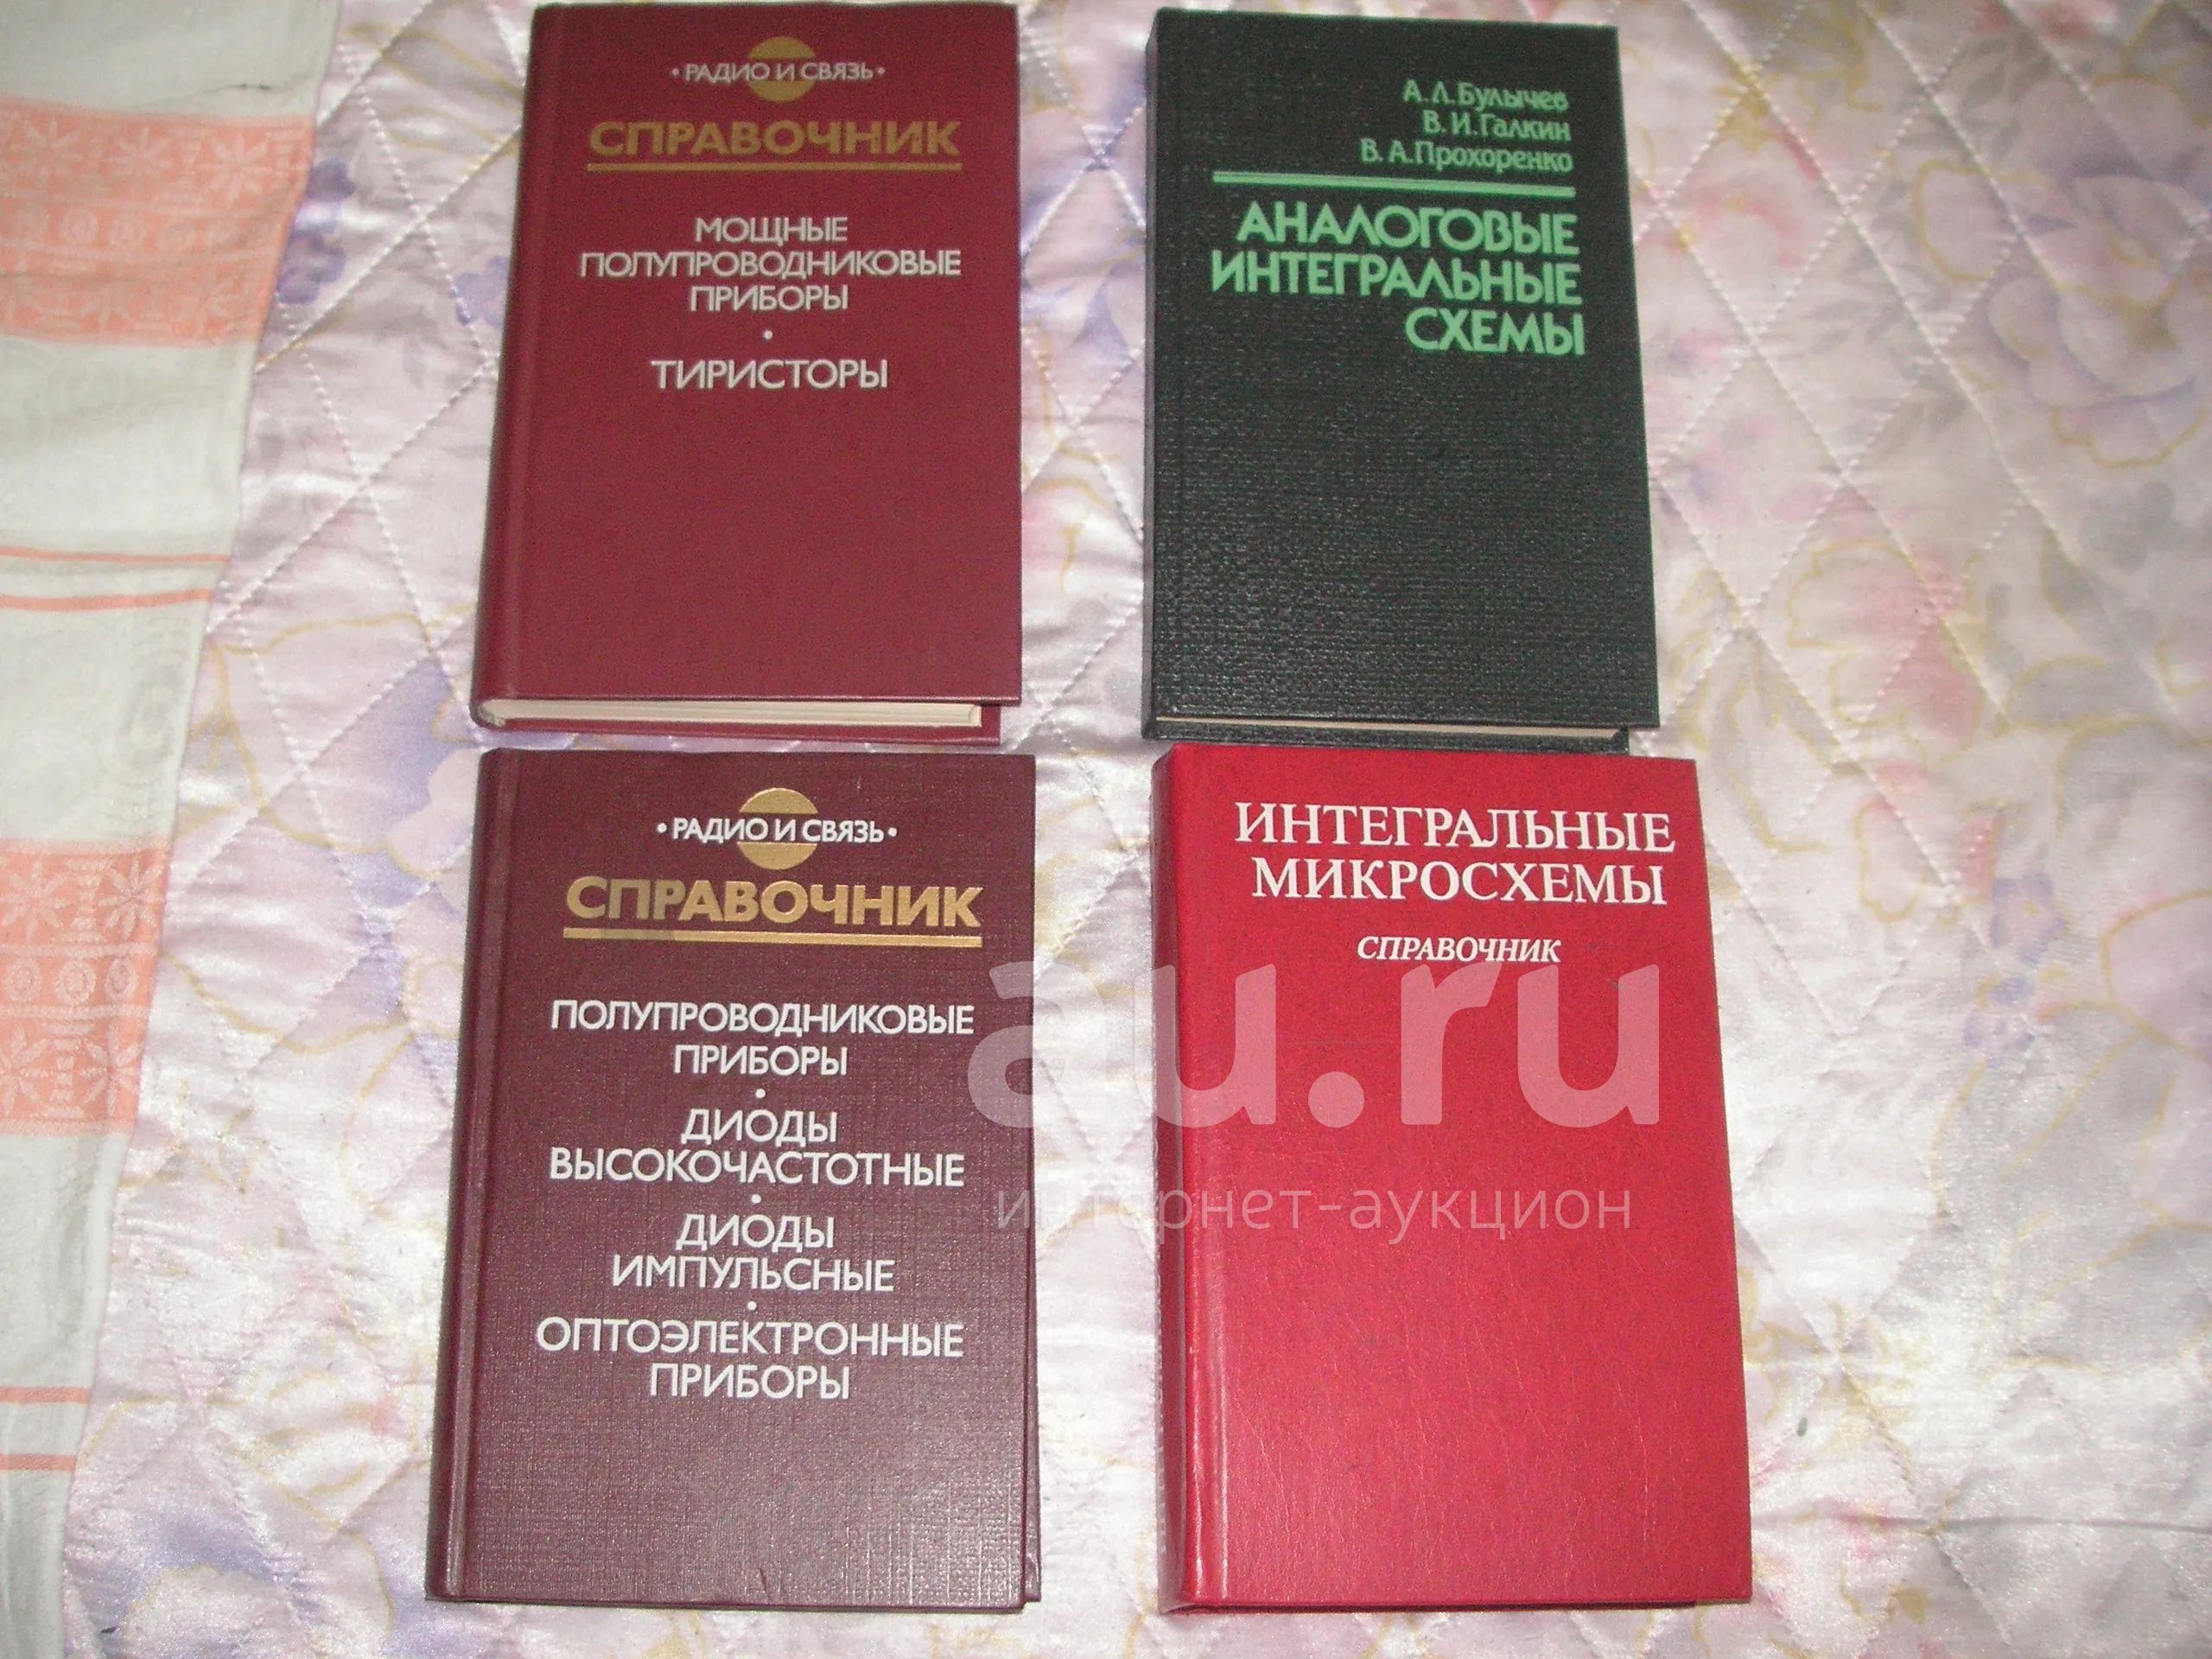 • РАДИО И СВЯЗЬ •
СПРАВОЧНИК
МОЩНЫЕ
ПОЛУПРОВОДНИКОВЫЕ
ПРИБОРЫ
•
ТИРИСТОРЫ
А.Л.Булычев
В.И.Галкин
В.А.Прохоренко
АНАЛОГОВЫЕ
ИНТЕГРАЛЬНЫЕ
СХЕМЫ
• РАДИО И СВЯЗЬ •
СПРАВОЧНИК
ПОЛУПРОВОДНИКОВЫЕ
ПРИБОРЫ
•
ДИОДЫ
ВЫСОКОЧАСТОТНЫЕ
•
ДИОДЫ
ИМПУЛЬСНЫЕ
•
ОПТОЭЛЕКТРОННЫЕ
ПРИБОРЫ
ИНТЕГРАЛЬНЫЕ
МИКРОСХЕМЫ
СПРАВОЧНИК
au.ru
интернет-аукцион